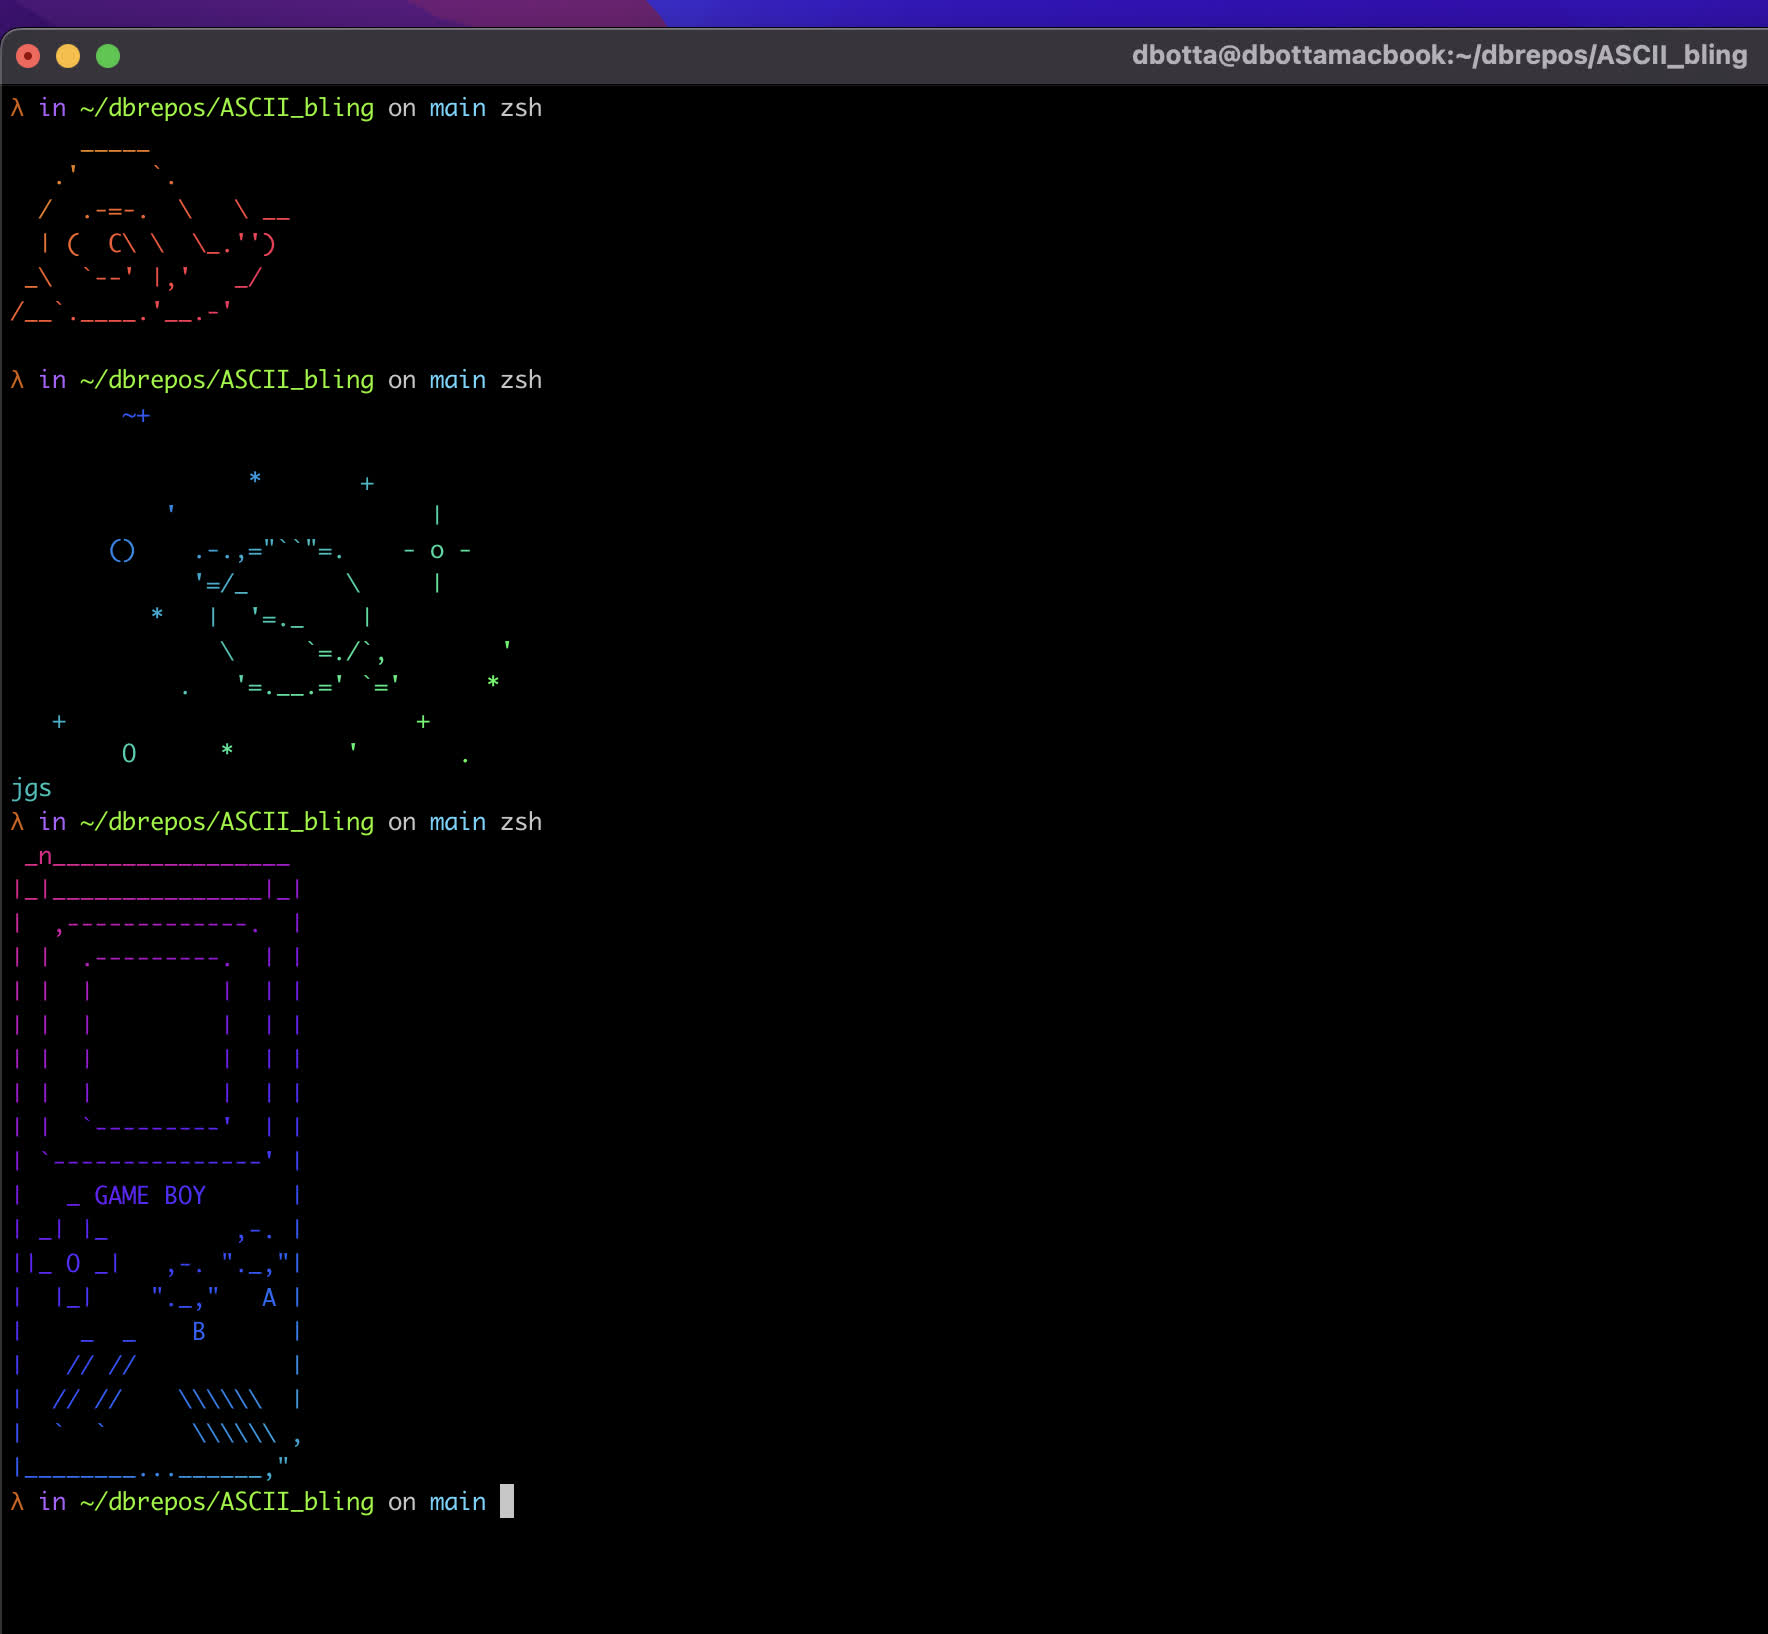 dbotta@dbottamacbook:~/dbrepos/ASCII_bling
λ in ~/dbrepos/ASCII_bling on main zsh
     _____
   .'     `.
  /  .-=-.  \   \ __
  | (  C\ \  \_.'')
 _\  `--' |,'   _/
/__`.____.'__.-'
λ in ~/dbrepos/ASCII_bling on main zsh
        ~+
                 *       +
           '                  |
       ()    .-.,="``"=.    - o -
             '=/_       \     |
          *   |  '=._    |
               \     `=./`,        '
            .   '=.__.=' `='      *
   +                         +
        O      *        '       .
jgs
λ in ~/dbrepos/ASCII_bling on main zsh
 _n_________________
|_|_______________|_|
|  ,-------------.  |
| |  .---------.  | |
| |  |         |  | |
| |  |         |  | |
| |  |         |  | |
| |  |         |  | |
| |  `---------'  | |
| `---------------' |
|   _ GAME BOY      |
| _| |_         ,-. |
||_ O _|   ,-. "._,"|
|  |_|    "._,"   A |
|    _  _    B      |
|   // //           |
|  // //    \\\\\\  |
|  `  `      \\\\\\ ,
|________...______,"
λ in ~/dbrepos/ASCII_bling on main